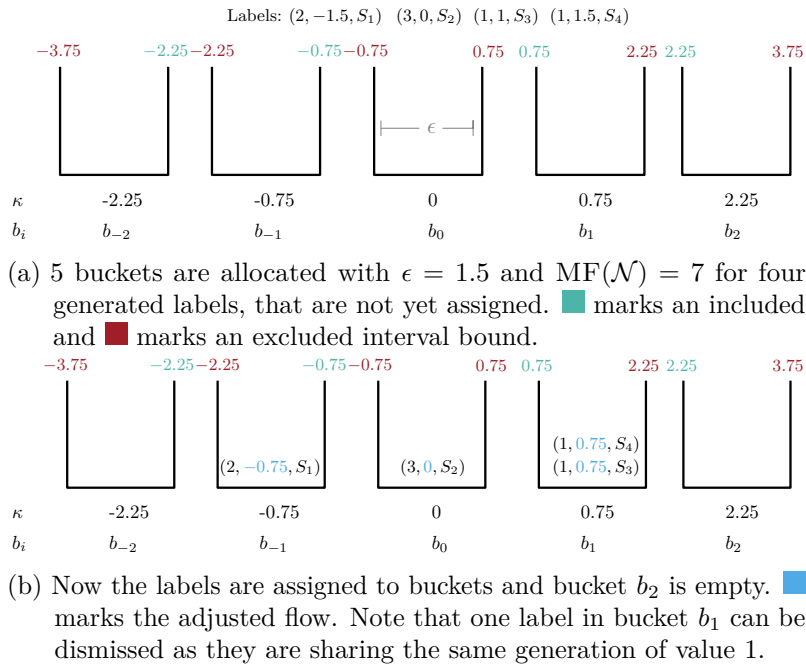 Labels: (2, −1.5, S₁) (3, 0, S₂) (1, 1, S₃) (1, 1.5, S₄)
−3.75 −2.25 −2.25 −0.75 −0.75 0.75 0.75 2.25 2.25 3.75
ϵ
κ -2.25 -0.75 0 0.75 2.25
bᵢ b₋₂ b₋₁ b₀ b₁ b₂
(a) 5 buckets are allocated with ϵ = 1.5 and MF(𝒩) = 7 for four
generated labels, that are not yet assigned. marks an included
and marks an excluded interval bound.
−3.75 −2.25 −2.25 −0.75 −0.75 0.75 0.75 2.25 2.25 3.75
(1, 0.75, S₄)
(2, −0.75, S₁) (3, 0, S₂) (1, 0.75, S₃)
κ -2.25 -0.75 0 0.75 2.25
bᵢ b₋₂ b₋₁ b₀ b₁ b₂
(b) Now the labels are assigned to buckets and bucket b₂ is empty.
marks the adjusted flow. Note that one label in bucket b₁ can be
dismissed as they are sharing the same generation of value 1.